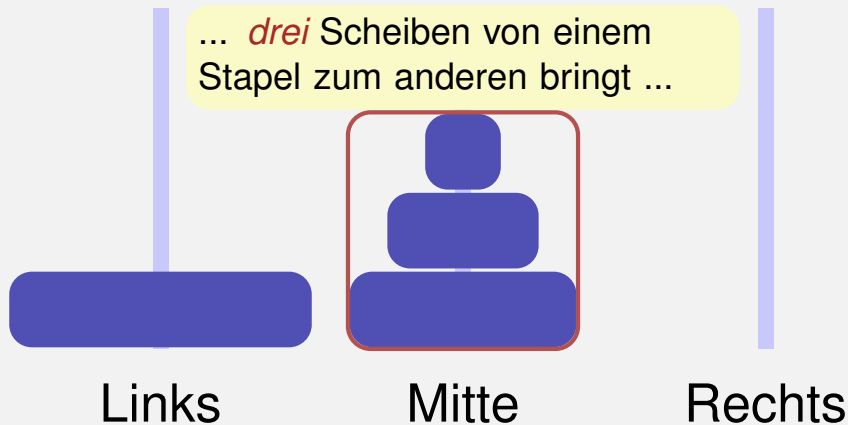 ... drei Scheiben von einem
Stapel zum anderen bringt ...
Links Mitte Rechts